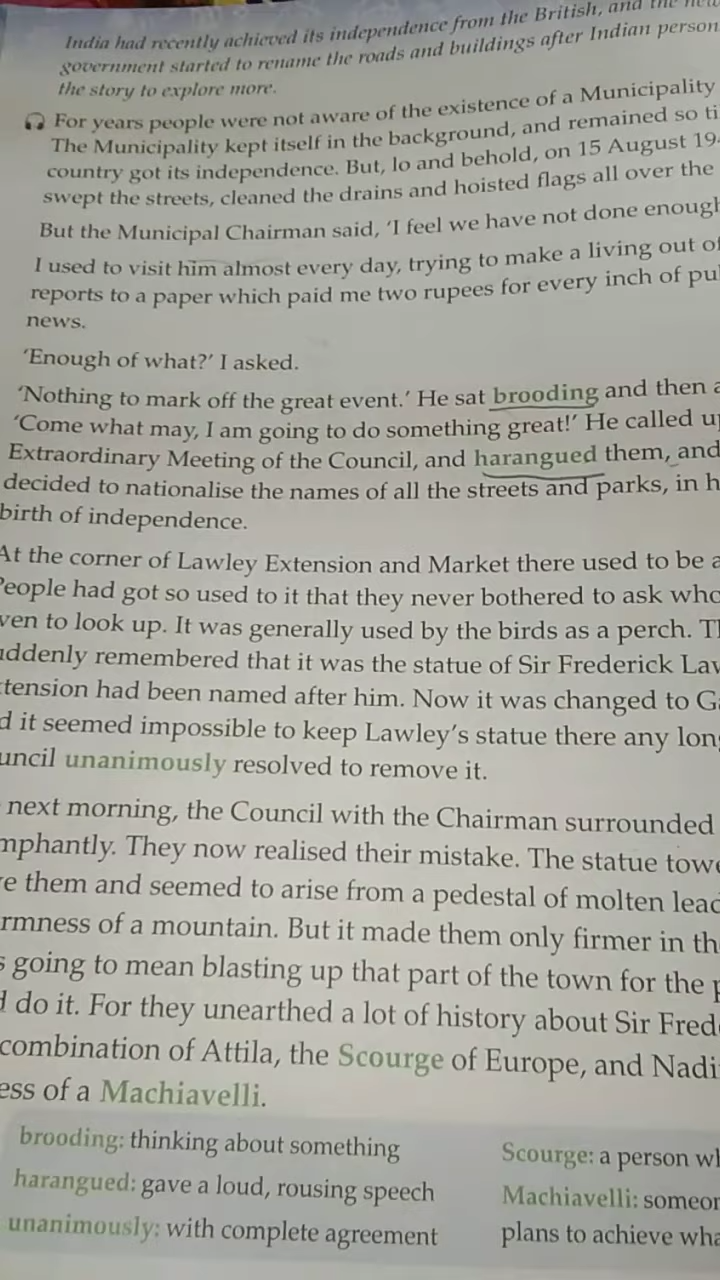 India had recently achieved its independence from the British, and the new
government started to rename the roads and buildings after Indian person
the story to explore more.
For years people were not aware of the existence of a Municipality
The Municipality kept itself in the background, and remained so ti
country got its independence. But, lo and behold, on 15 August 19
swept the streets, cleaned the drains and hoisted flags all over the
But the Municipal Chairman said, 'I feel we have not done enough
I used to visit him almost every day, trying to make a living out of
reports to a paper which paid me two rupees for every inch of pu
news.
'Enough of what?' I asked.
'Nothing to mark off the great event.' He sat brooding and then a
'Come what may, I am going to do something great!' He called up
Extraordinary Meeting of the Council, and harangued them, and
decided to nationalise the names of all the streets and parks, in h
birth of independence.
At the corner of Lawley Extension and Market there used to be a
People had got so used to it that they never bothered to ask who
ven to look up. It was generally used by the birds as a perch. Th
uddenly remembered that it was the statue of Sir Frederick Law
tension had been named after him. Now it was changed to Ga
d it seemed impossible to keep Lawley's statue there any long
uncil unanimously resolved to remove it.
next morning, the Council with the Chairman surrounded
mphantly. They now realised their mistake. The statue towe
e them and seemed to arise from a pedestal of molten lead
rmness of a mountain. But it made them only firmer in th
s going to mean blasting up that part of the town for the p
d do it. For they unearthed a lot of history about Sir Frede
combination of Attila, the Scourge of Europe, and Nadi
ess of a Machiavelli.
brooding: thinking about something
harangued: gave a loud, rousing speech
unanimously: with complete agreement
Scourge: a person wh
Machiavelli: someon
plans to achieve wha